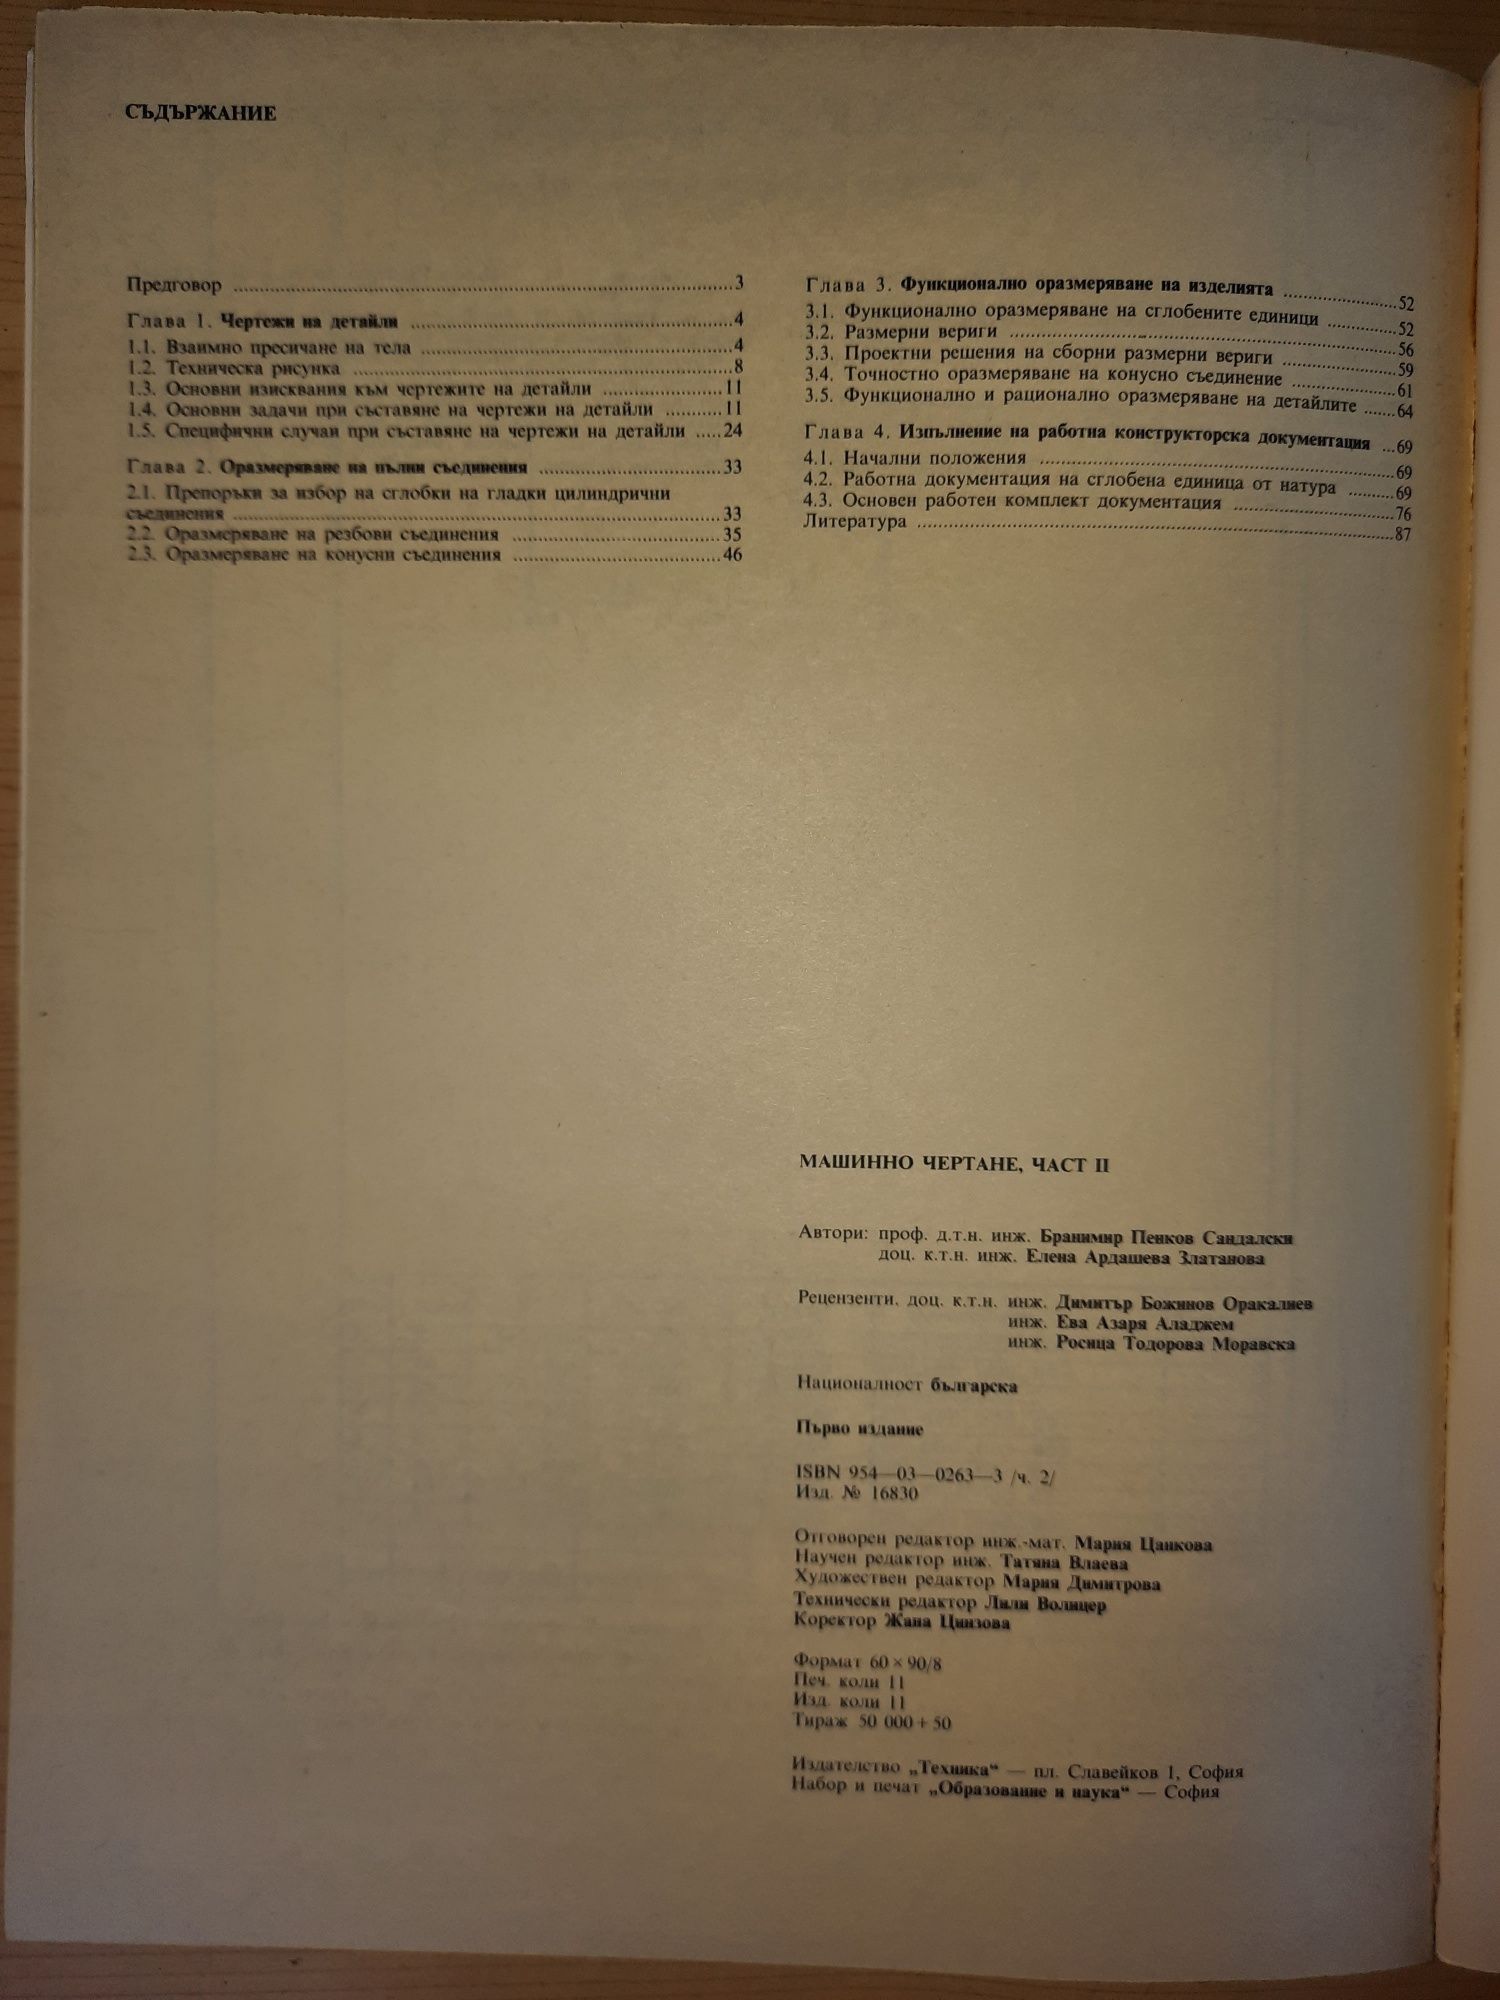 СЪДЪРЖАНИЕ
Предговор ........ 3
Глава 1. Чертежи на детайли ........ 4
1.1. Взаимно пресичане на тела ........ 4
1.2. Техническа рисунка ........ 8
1.3. Основни изисквания към чертежите на детайли ........ 11
1.4. Основни задачи при съставяне на чертежи на детайли ........ 11
1.5. Специфични случаи при съставяне на чертежи на детайли ..... 24
Глава 2. Оразмеряване на пълни съединения ........ 33
2.1. Препоръки за избор на сглобки на гладки цилиндрични
съединения ........ 33
2.2. Оразмеряване на резбови съединения ........ 35
2.3. Оразмеряване на конусни съединения ........ 46
Глава 3. Функционално оразмеряване на изделията ........ 52
3.1. Функционално оразмеряване на сглобените единици ........ 52
3.2. Размерни вериги ........ 56
3.3. Проектни решения на сборни размерни вериги ........ 59
3.4. Точностно оразмеряване на конусно съединение ........ 61
3.5. Функционално и рационално оразмеряване на детайлите ...... 64
Глава 4. Изпълнение на работна конструкторска документация ... 69
4.1. Начални положения ........ 69
4.2. Работна документация на сглобена единица от натура ........ 69
4.3. Основен работен комплект документация ........ 76
Литература ........ 87
МАШИННО ЧЕРТАНЕ, ЧАСТ II
Автори: проф. д.т.н. инж. Бранимир Пенков Сандалски
доц. к.т.н. инж. Елена Ардашева Златанова
Рецензенти. доц. к.т.н. инж. Димитър Божинов Оракалиев
инж. Ева Азаря Аладжем
инж. Росица Тодорова Моравска
Националност българска
Първо издание
ISBN 954—03—0263—3 /ч. 2/
Изд. № 16830
Отговорен редактор инж.-мат. Мария Цанкова
Научен редактор инж. Татяна Влаева
Художествен редактор Мария Димитрова
Технически редактор Лили Волицер
Коректор Жана Цинзова
Формат 60 × 90/8
Печ. коли 11
Изд. коли 11
Тираж 50 000 + 50
Издателство „Техника“ — пл. Славейков 1, София
Набор и печат „Образование и наука“ — София